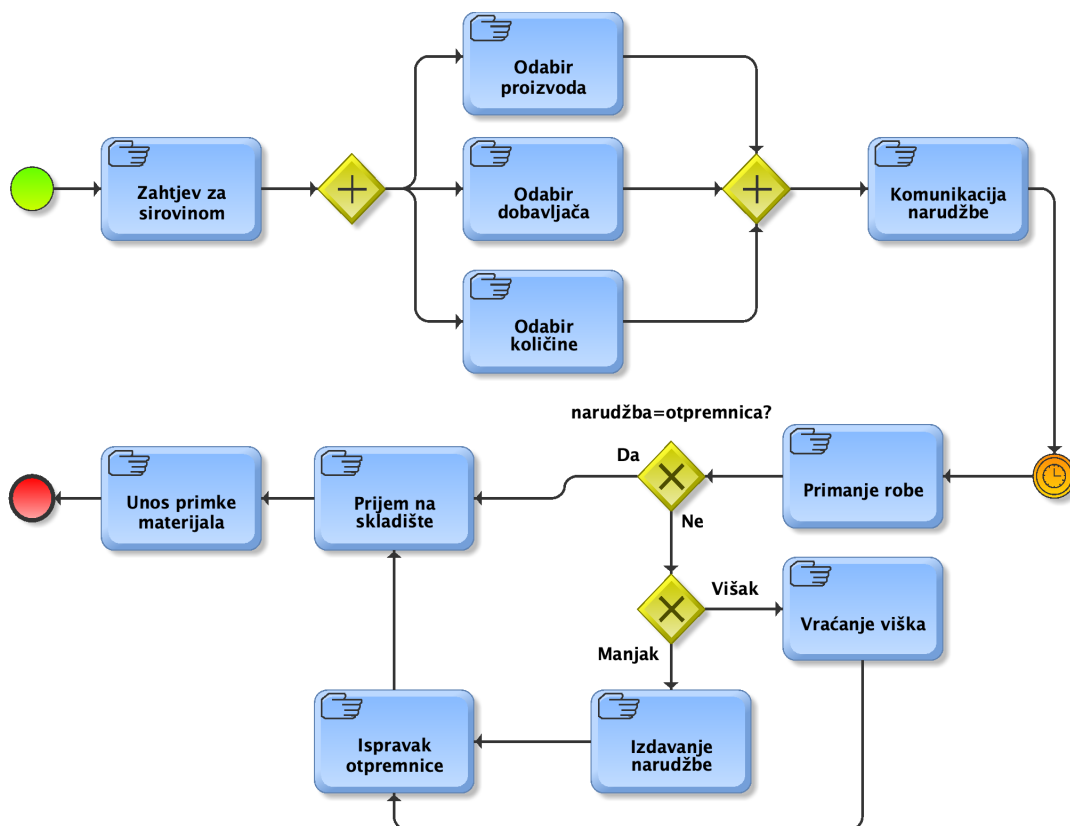 Odabir
proizvoda
Zahtjev za
sirovinom
Odabir
dobavljača
Komunikacija
narudžbe
Odabir
količine
narudžba=otpremnica?
Da
Unos primke
materijala
Prijem na
skladište
Primanje robe
Ne
Višak
Vraćanje viška
Manjak
Ispravak
otpremnice
Izdavanje
narudžbe